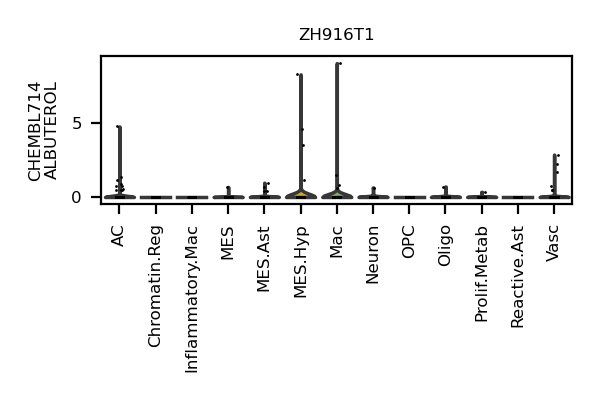 ZH916T1
CHEMBL714
ALBUTEROL
5
0
AC
Chromatin.Reg
Inflammatory.Mac
MES
MES.Ast
MES.Hyp
Mac
Neuron
OPC
Oligo
Prolif.Metab
Reactive.Ast
Vasc